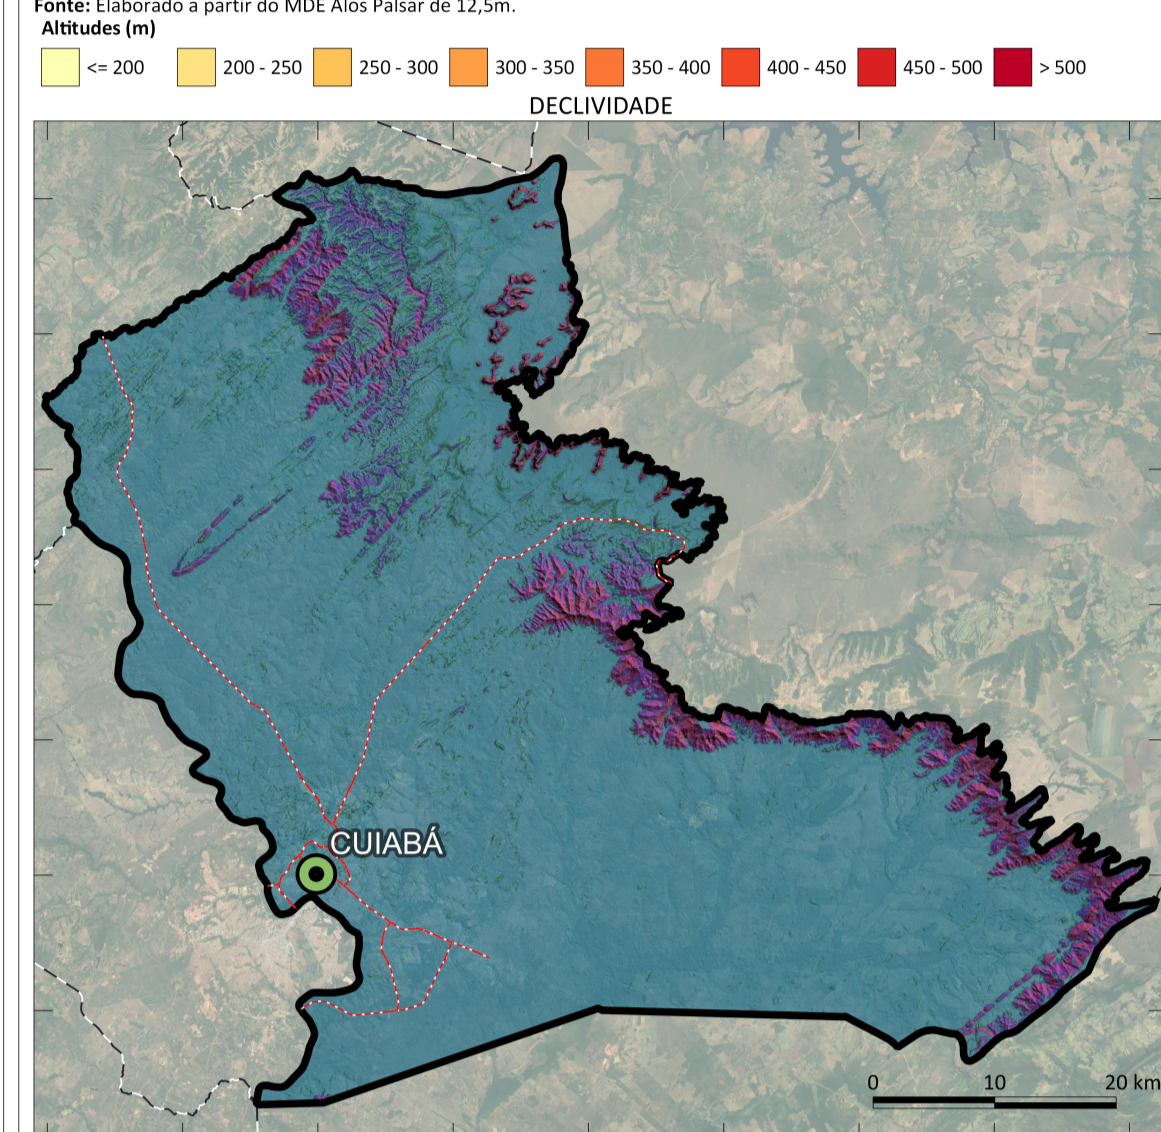 Fonte: Elaborado a partir do MDE Alos Palsar de 12,5m.
Altitudes (m)
<= 200 200 - 250 250 - 300 300 - 350 350 - 400 400 - 450 450 - 500 > 500
DECLIVIDADE
CUIABÁ
0 10 20 km